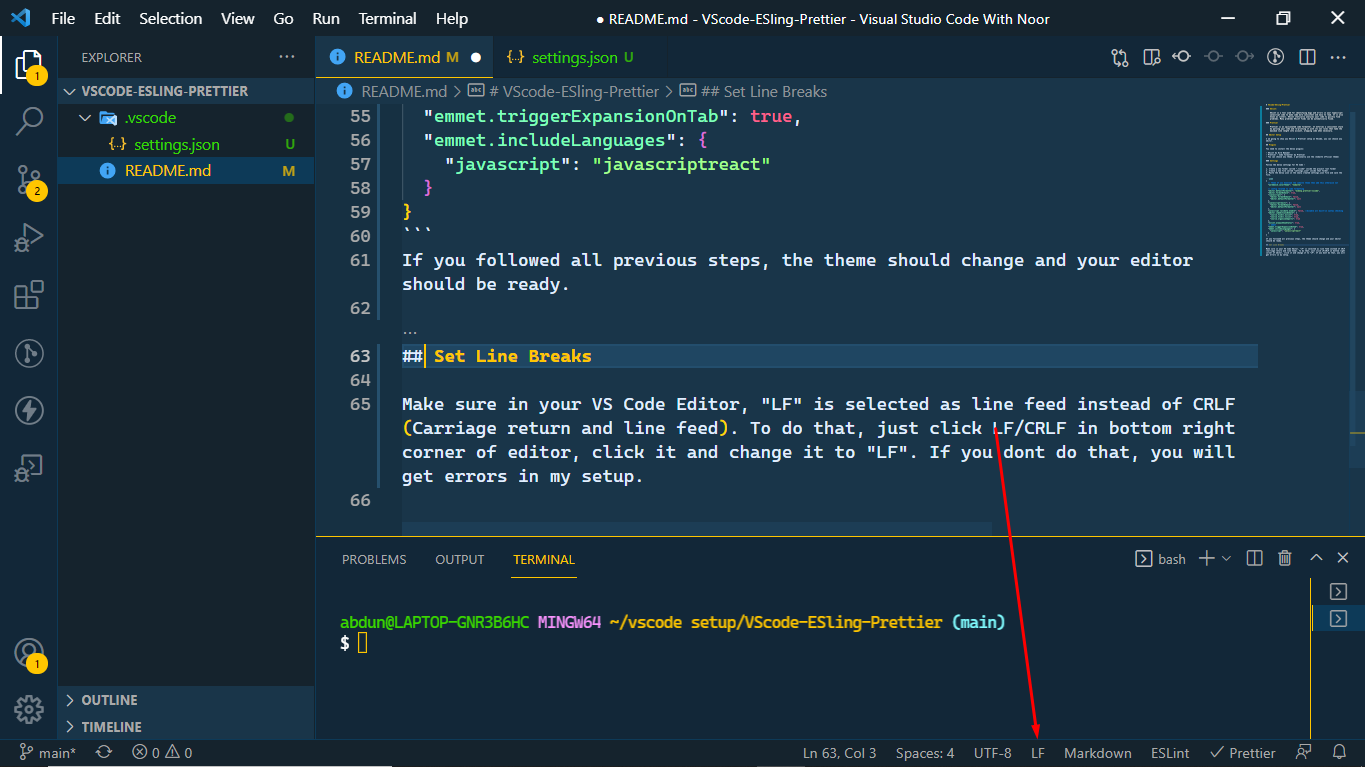 File Edit Selection View Go Run Terminal Help
● README.md - VScode-ESling-Prettier - Visual Studio Code With Noor
EXPLORER
1
VSCODE-ESLING-PRETTIER
.vscode
{} settings.json U
README.md M
2
1
OUTLINE
TIMELINE
README.md M
{} settings.json U
README.md > abc # VScode-ESling-Prettier > abc ## Set Line Breaks
55 "emmet.triggerExpansionOnTab": true,
56 "emmet.includeLanguages": {
57 "javascript": "javascriptreact"
58 }
59 }
60 ```
61 If you followed all previous steps, the theme should change and your editor
should be ready.
62
...
63 ## Set Line Breaks
64
65 Make sure in your VS Code Editor, "LF" is selected as line feed instead of CRLF
(Carriage return and line feed). To do that, just click LF/CRLF in bottom right
corner of editor, click it and change it to "LF". If you dont do that, you will
get errors in my setup.
66
PROBLEMS OUTPUT TERMINAL
bash
abdun@LAPTOP-GNR3B6HC MINGW64 ~/vscode setup/VScode-ESling-Prettier (main)
$
main* 0 0 Ln 63, Col 3 Spaces: 4 UTF-8 LF Markdown ESLint Prettier